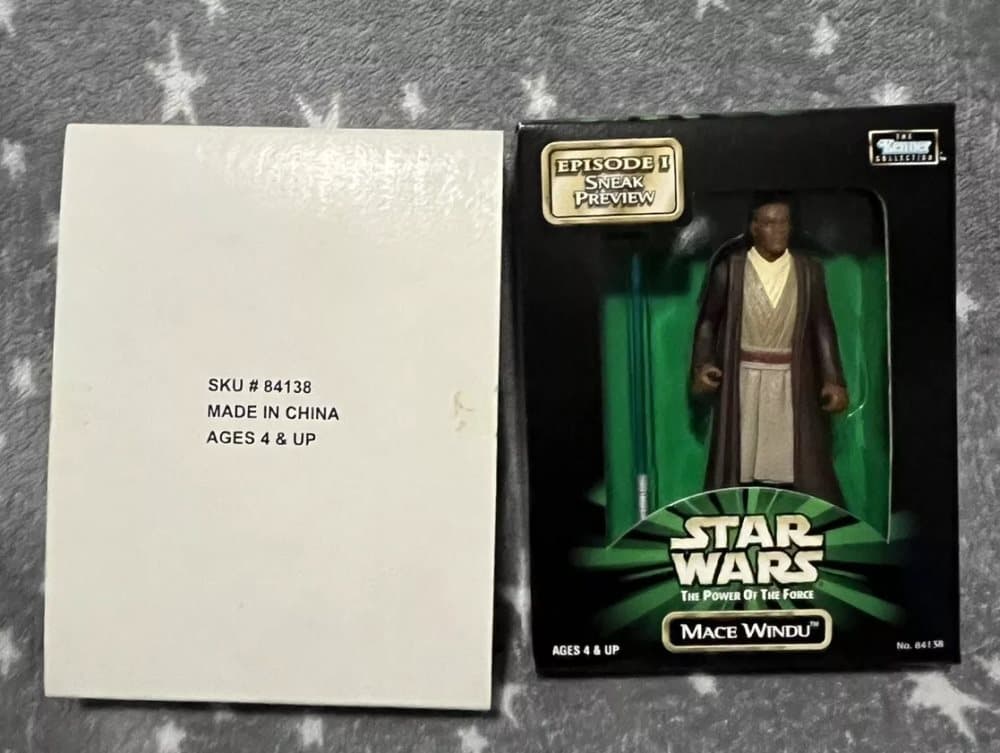 SKU # 84138
MADE IN CHINA
AGES 4 & UP
EPISODE I
SNEAK
PREVIEW
THE
Kenner
COLLECTION
STAR
WARS
THE POWER OF THE FORCE
MACE WINDU™
AGES 4 & UP
No. 84138